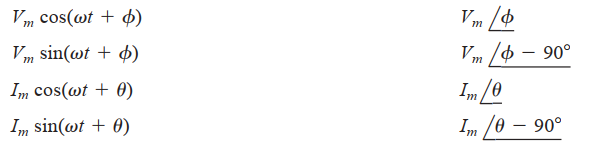 Vm cos(ωt + ϕ) Vm /ϕ
Vm sin(ωt + ϕ) Vm /ϕ − 90°
Im cos(ωt + θ) Im /θ
Im sin(ωt + θ) Im /θ − 90°